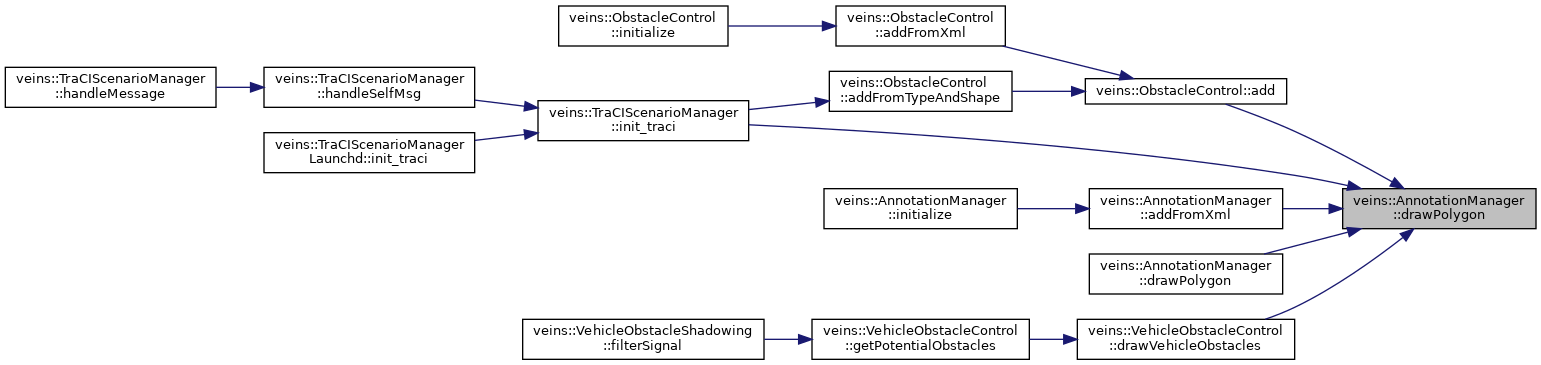 veins::ObstacleControl
::initialize
veins::ObstacleControl
::addFromXml
veins::TraCIScenarioManager
::handleMessage
veins::TraCIScenarioManager
::handleSelfMsg
veins::ObstacleControl
::addFromTypeAndShape
veins::ObstacleControl::add
veins::TraCIScenarioManager
::init_traci
veins::TraCIScenarioManager
Launchd::init_traci
veins::AnnotationManager
::initialize
veins::AnnotationManager
::addFromXml
veins::AnnotationManager
::drawPolygon
veins::AnnotationManager
::drawPolygon
veins::VehicleObstacleShadowing
::filterSignal
veins::VehicleObstacleControl
::getPotentialObstacles
veins::VehicleObstacleControl
::drawVehicleObstacles